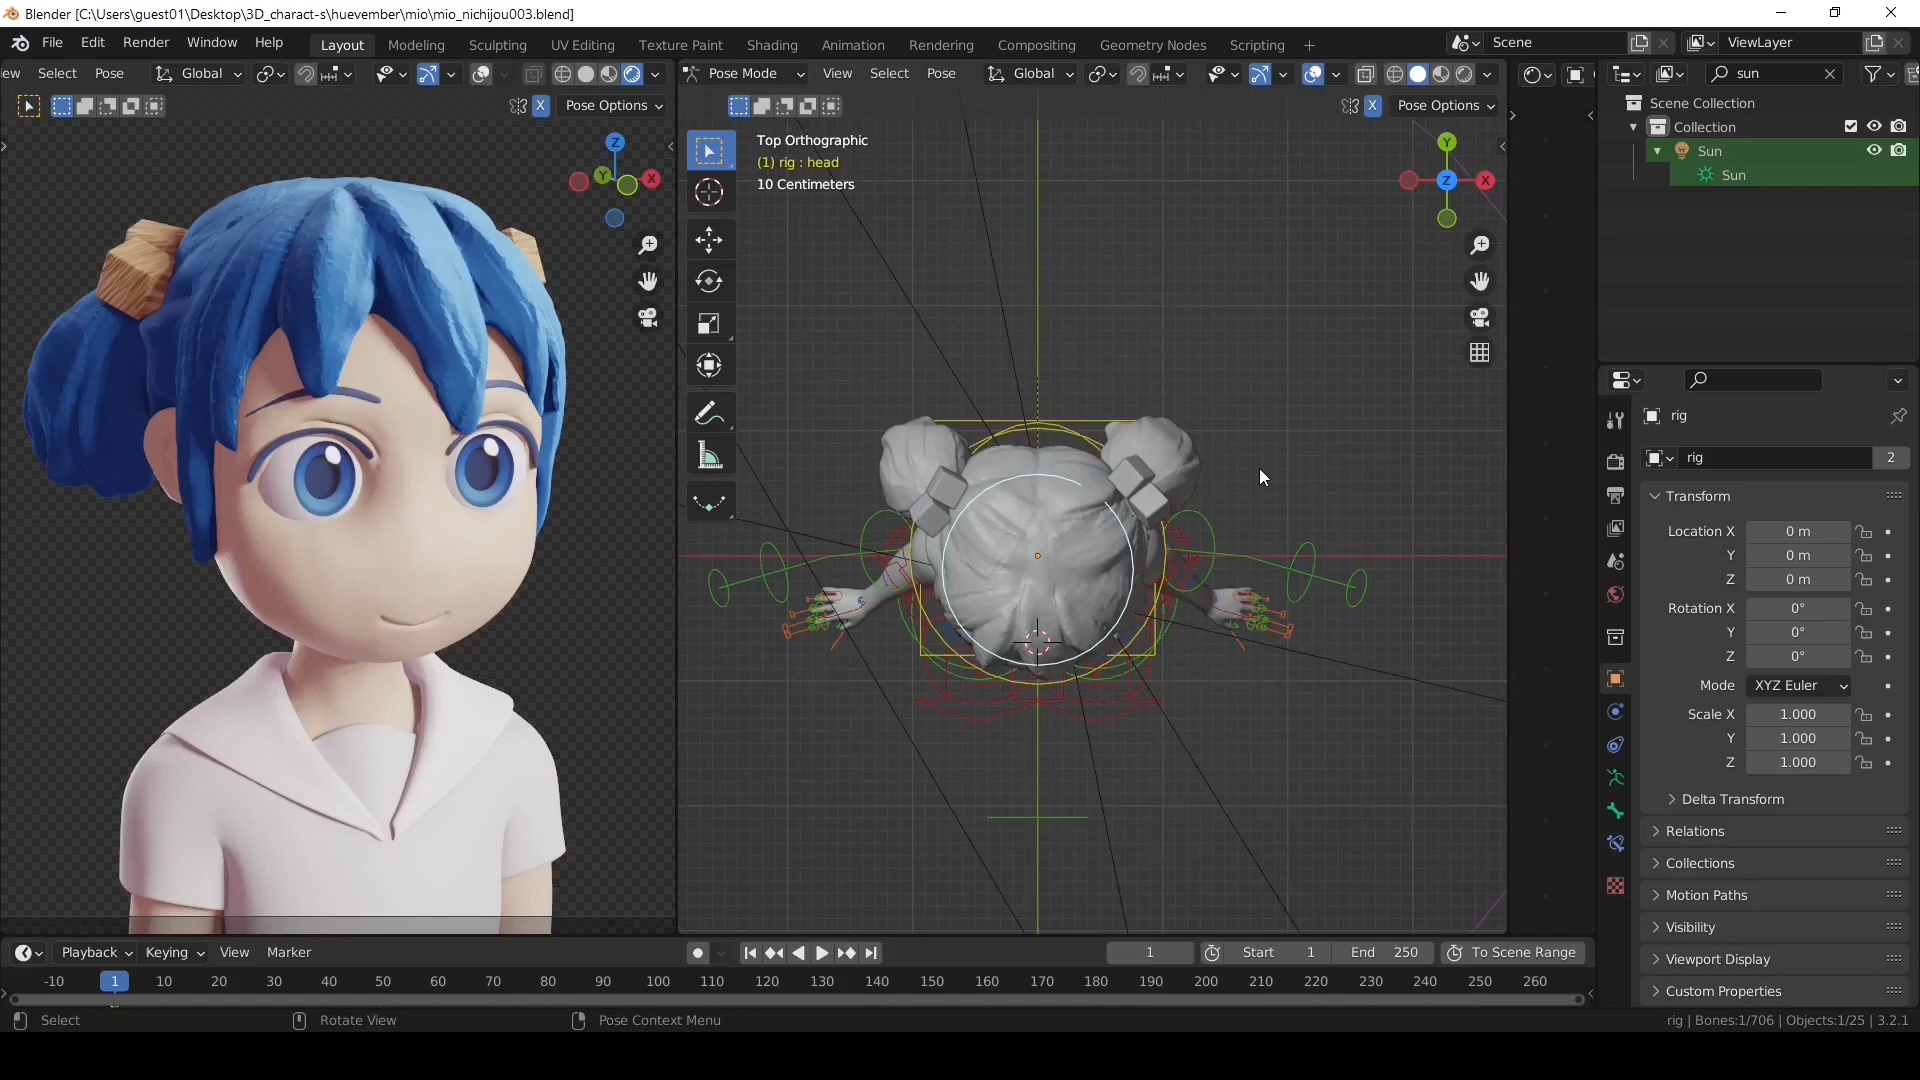 Blender [C:\Users\guest01\Desktop\3D_charact-s\huevember\mio\mio_nichijou003.blend]
File Edit Render Window Help Layout Modeling Sculpting UV Editing Texture Paint Shading Animation Rendering Compositing Geometry Nodes Scripting + Scene ViewLayer
ew Select Pose Global Pose Mode View Select Pose Global sun
X Pose Options X Pose Options
Scene Collection
Collection
Sun
Sun
Z
Y
X
Top Orthographic
(1) rig : head
10 Centimeters
Y
Z
X
rig
rig 2
Transform
Location X 0 m
Y 0 m
Z 0 m
Rotation X 0°
Y 0°
Z 0°
Mode XYZ Euler
Scale X 1.000
Y 1.000
Z 1.000
Delta Transform
Relations
Collections
Motion Paths
Visibility
Viewport Display
Custom Properties
Playback Keying View Marker 1 Start 1 End 250 To Scene Range
-10 1 10 20 30 40 50 60 70 80 90 100 110 120 130 140 150 160 170 180 190 200 210 220 230 240 250 260
Select Rotate View Pose Context Menu rig | Bones:1/706 | Objects:1/25 | 3.2.1